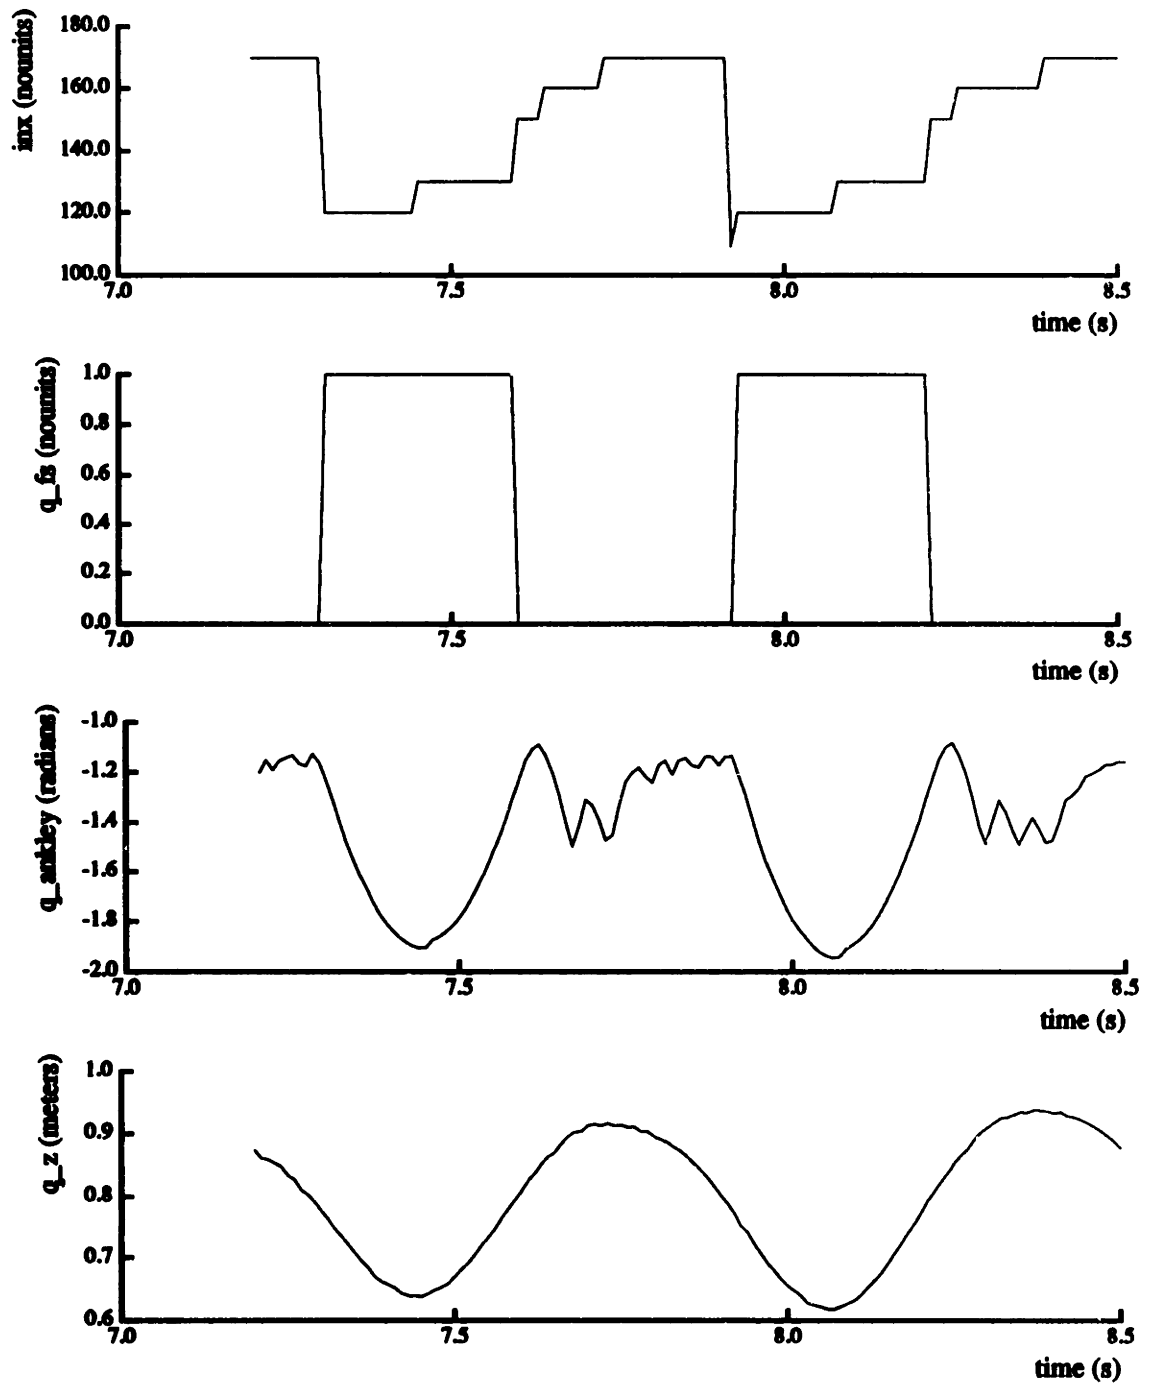 180.0
160.0
140.0
120.0
100.0
inx (nounits)
7.0 7.5 8.0 8.5
time (s)
1.0
0.8
0.6
0.4
0.2
0.0
q_fs (nounits)
7.0 7.5 8.0 8.5
time (s)
-1.0
-1.2
-1.4
-1.6
-1.8
-2.0
q_ankley (radians)
7.0 7.5 8.0 8.5
time (s)
1.0
0.9
0.8
0.7
0.6
q_z (meters)
7.0 7.5 8.0 8.5
time (s)